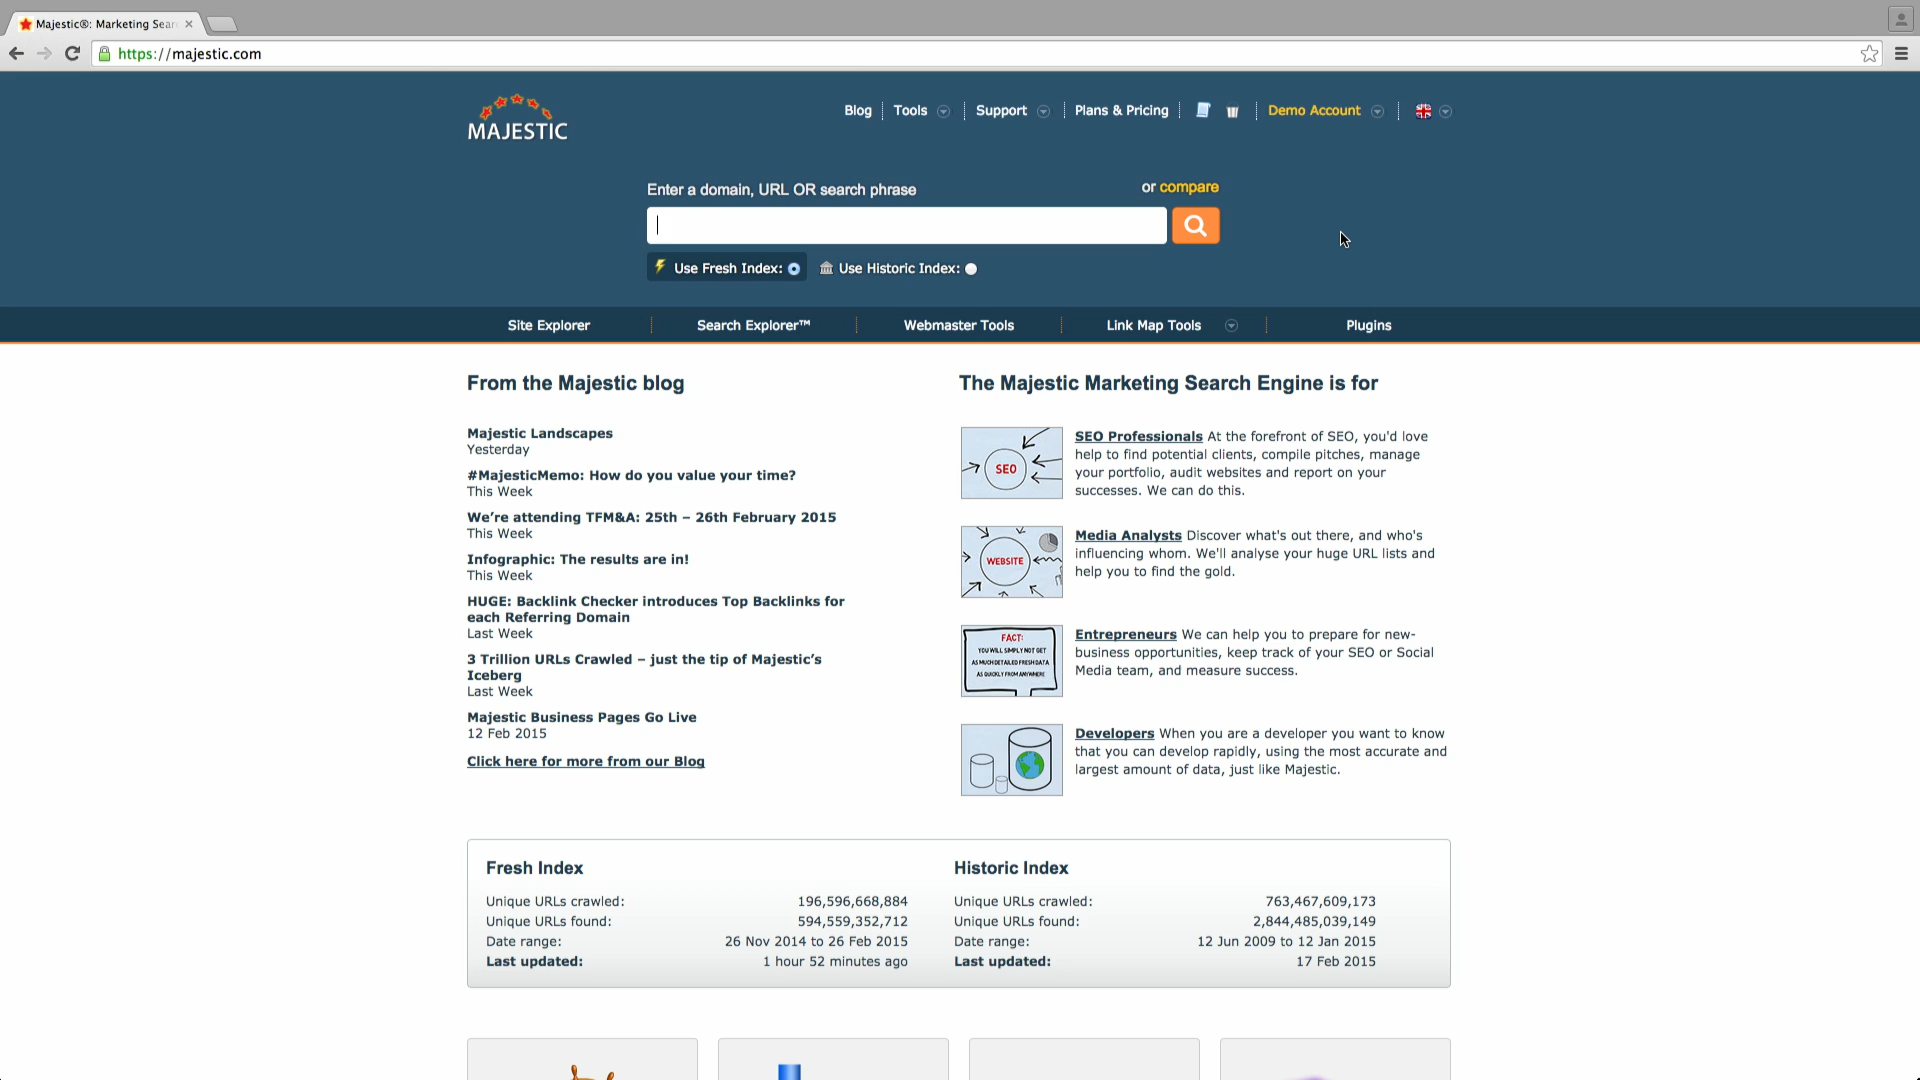 Majestic®: Marketing Sear
https://majestic.com
MAJESTIC
Blog Tools Support Plans & Pricing Demo Account
Enter a domain, URL OR search phrase or compare
Use Fresh Index: Use Historic Index:
Site Explorer Search Explorer™ Webmaster Tools Link Map Tools Plugins
From the Majestic blog
Majestic Landscapes
Yesterday
#MajesticMemo: How do you value your time?
This Week
We’re attending TFM&A: 25th – 26th February 2015
This Week
Infographic: The results are in!
This Week
HUGE: Backlink Checker introduces Top Backlinks for
each Referring Domain
Last Week
3 Trillion URLs Crawled – just the tip of Majestic’s
Iceberg
Last Week
Majestic Business Pages Go Live
12 Feb 2015
Click here for more from our Blog
The Majestic Marketing Search Engine is for
SEO
SEO Professionals At the forefront of SEO, you'd love
help to find potential clients, compile pitches, manage
your portfolio, audit websites and report on your
successes. We can do this.
WEBSITE
Media Analysts Discover what's out there, and who's
influencing whom. We'll analyse your huge URL lists and
help you to find the gold.
FACT:
YOU WILL SIMPLY NOT GET
AS MUCH DETAILED FRESH DATA
AS QUICKLY FROM ANYWHERE
Entrepreneurs We can help you to prepare for new-
business opportunities, keep track of your SEO or Social
Media team, and measure success.
Developers When you are a developer you want to know
that you can develop rapidly, using the most accurate and
largest amount of data, just like Majestic.
Fresh Index
Unique URLs crawled: 196,596,668,884
Unique URLs found: 594,559,352,712
Date range: 26 Nov 2014 to 26 Feb 2015
Last updated: 1 hour 52 minutes ago
Historic Index
Unique URLs crawled: 763,467,609,173
Unique URLs found: 2,844,485,039,149
Date range: 12 Jun 2009 to 12 Jan 2015
Last updated: 17 Feb 2015